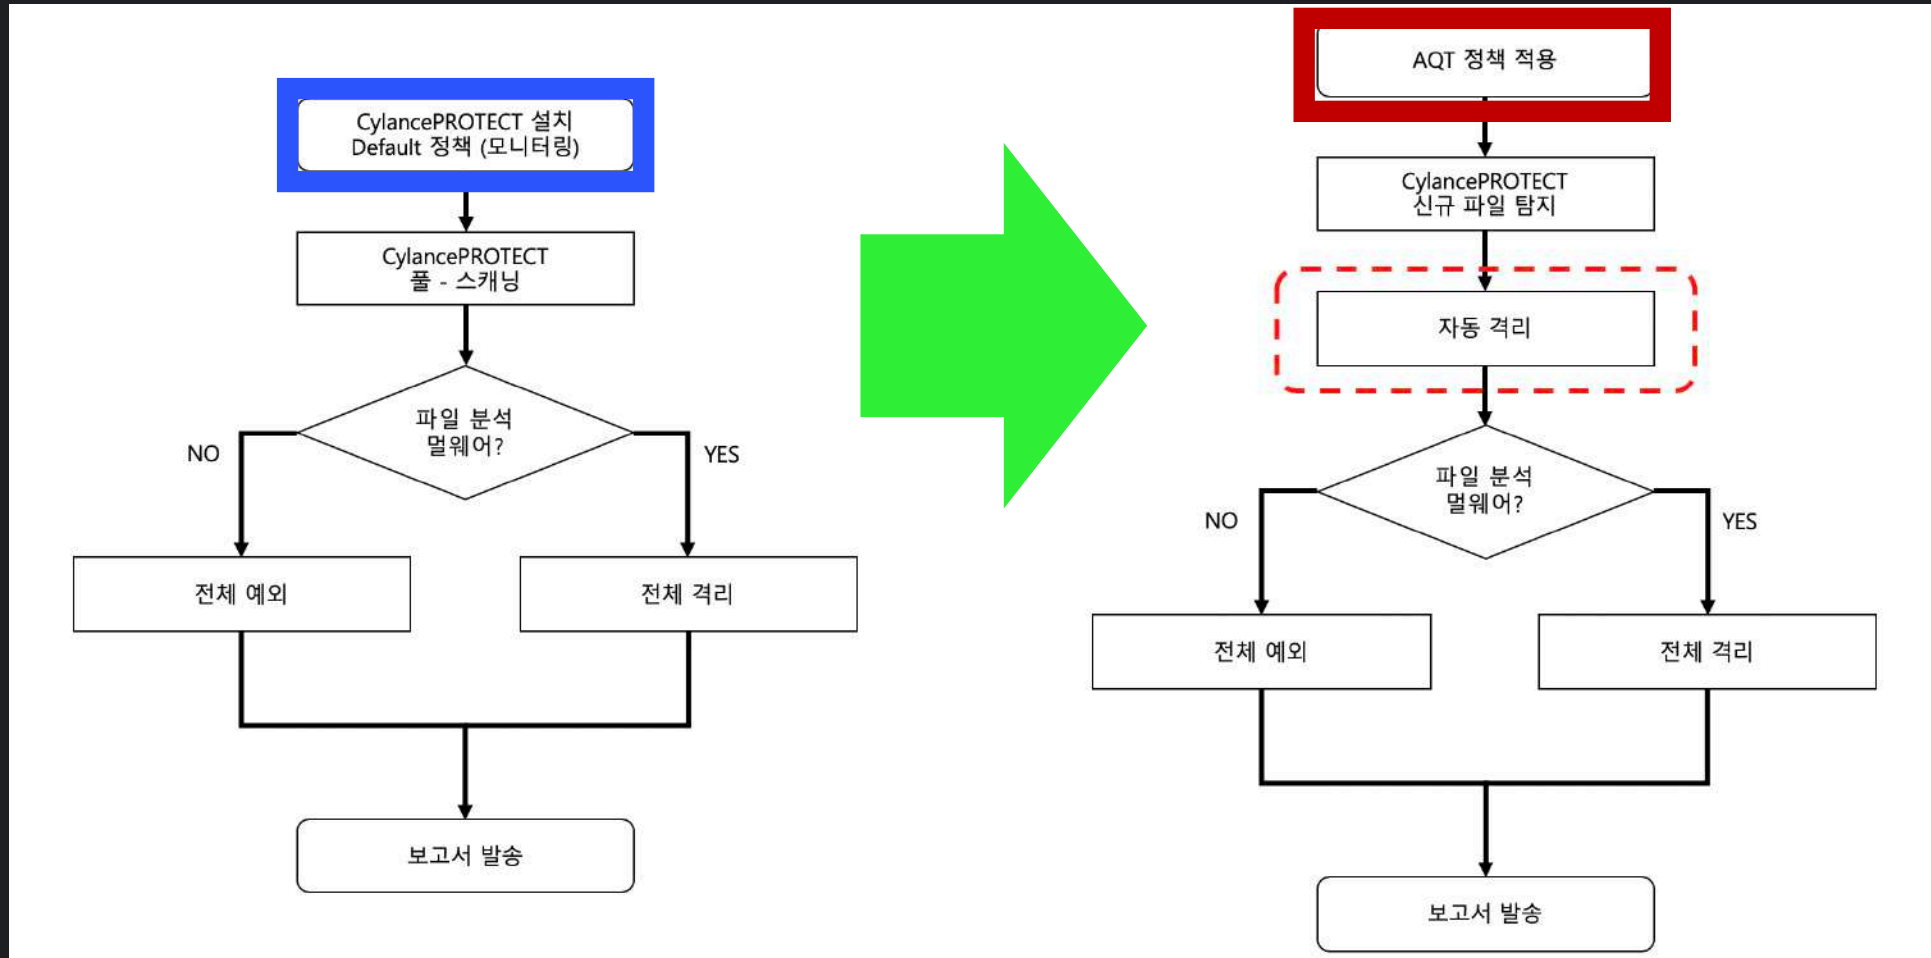 CylancePROTECT 설치
Default 정책 (모니터링)
CylancePROTECT
풀 - 스캐닝
파일 분석
멀웨어?
NO
YES
전체 예외
전체 격리
보고서 발송
AQT 정책 적용
CylancePROTECT
신규 파일 탐지
자동 격리
파일 분석
멀웨어?
NO
YES
전체 예외
전체 격리
보고서 발송